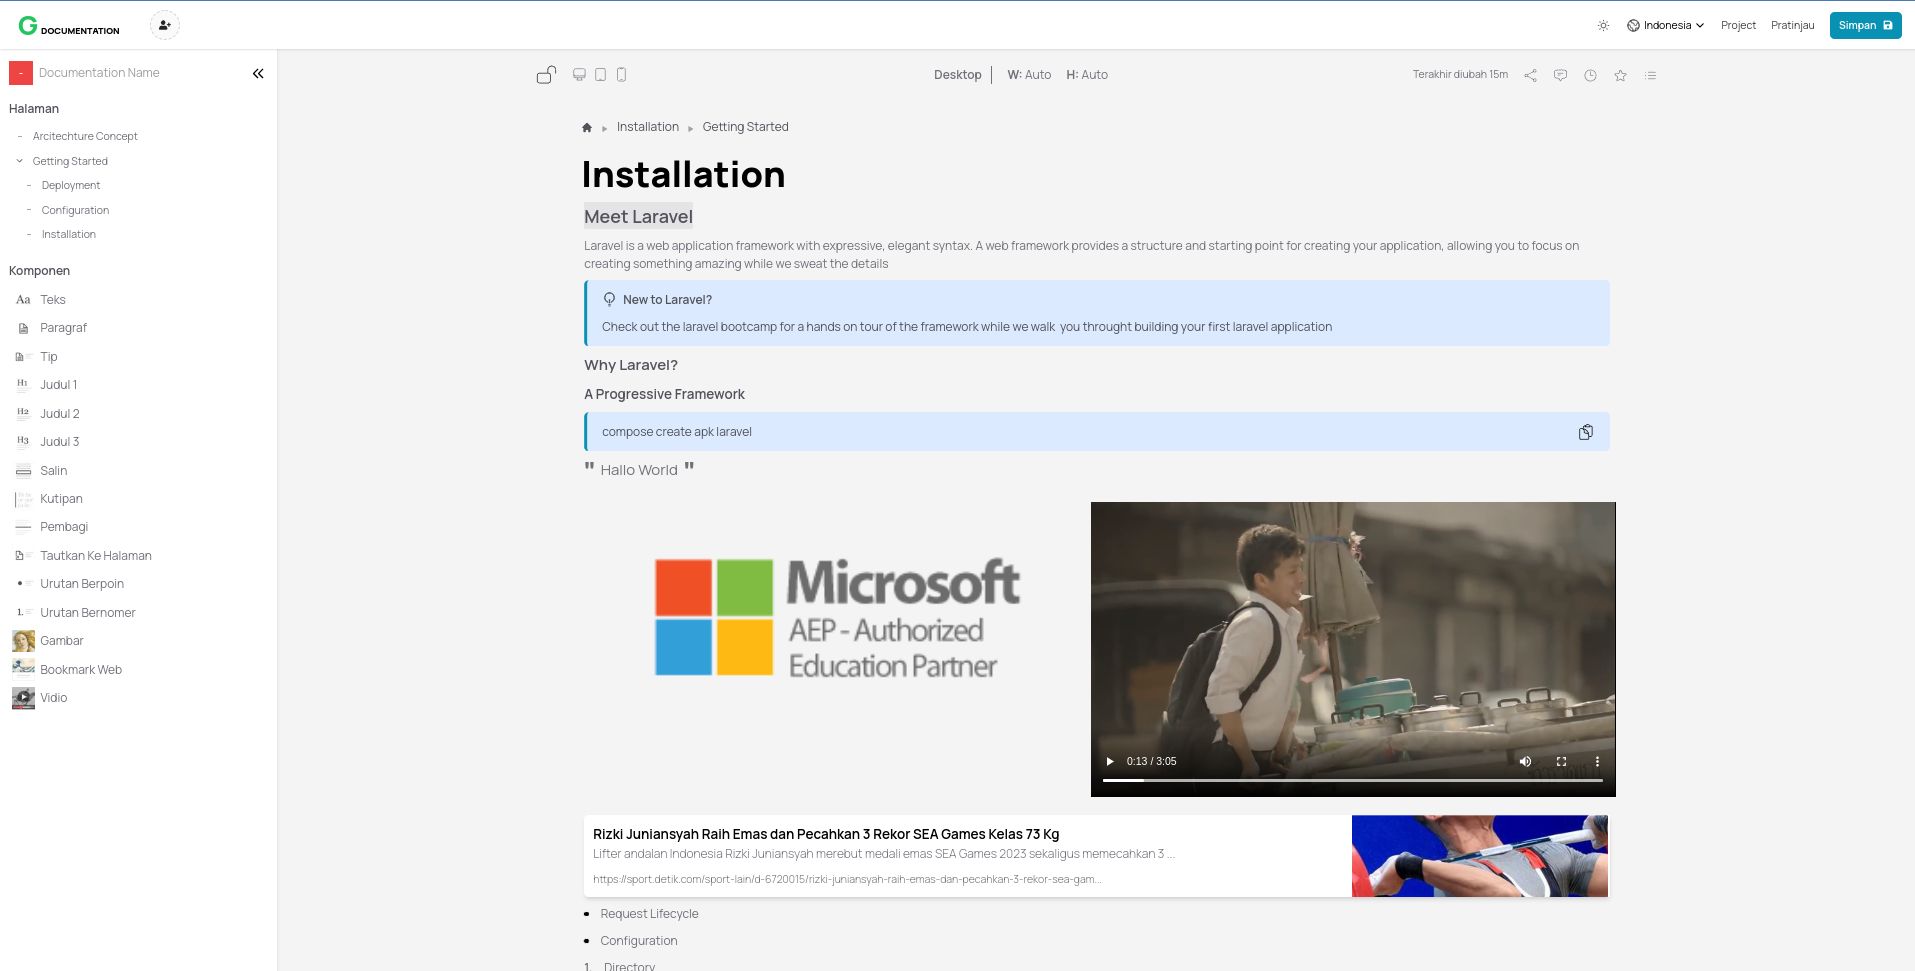 G DOCUMENTATION
Indonesia
Project
Pratinjau
Simpan
- Documentation Name
Halaman
- Arcitechture Concept
Getting Started
- Deployment
- Configuration
- Installation
Komponen
Aa Teks
Paragraf
Tip
H1 Judul 1
H2 Judul 2
H3 Judul 3
Salin
Kutipan
Pembagi
Tautkan Ke Halaman
Urutan Berpoin
1. Urutan Bernomer
Gambar
Bookmark Web
Vidio
Desktop
W: Auto
H: Auto
Terakhir diubah 15m
Installation
Getting Started
Installation
Meet Laravel
Laravel is a web application framework with expressive, elegant syntax. A web framework provides a structure and starting point for creating your application, allowing you to focus on
creating something amazing while we sweat the details
New to Laravel?
Check out the laravel bootcamp for a hands on tour of the framework while we walk you throught building your first laravel application
Why Laravel?
A Progressive Framework
compose create apk laravel
" Hallo World "
Microsoft
AEP - Authorized
Education Partner
0:13 / 3:05
Rizki Juniansyah Raih Emas dan Pecahkan 3 Rekor SEA Games Kelas 73 Kg
Lifter andalan Indonesia Rizki Juniansyah merebut medali emas SEA Games 2023 sekaligus memecahkan 3 ...
https://sport.detik.com/sport-lain/d-6720015/rizki-juniansyah-raih-emas-dan-pecahkan-3-rekor-sea-gam...
• Request Lifecycle
• Configuration
1. Directory